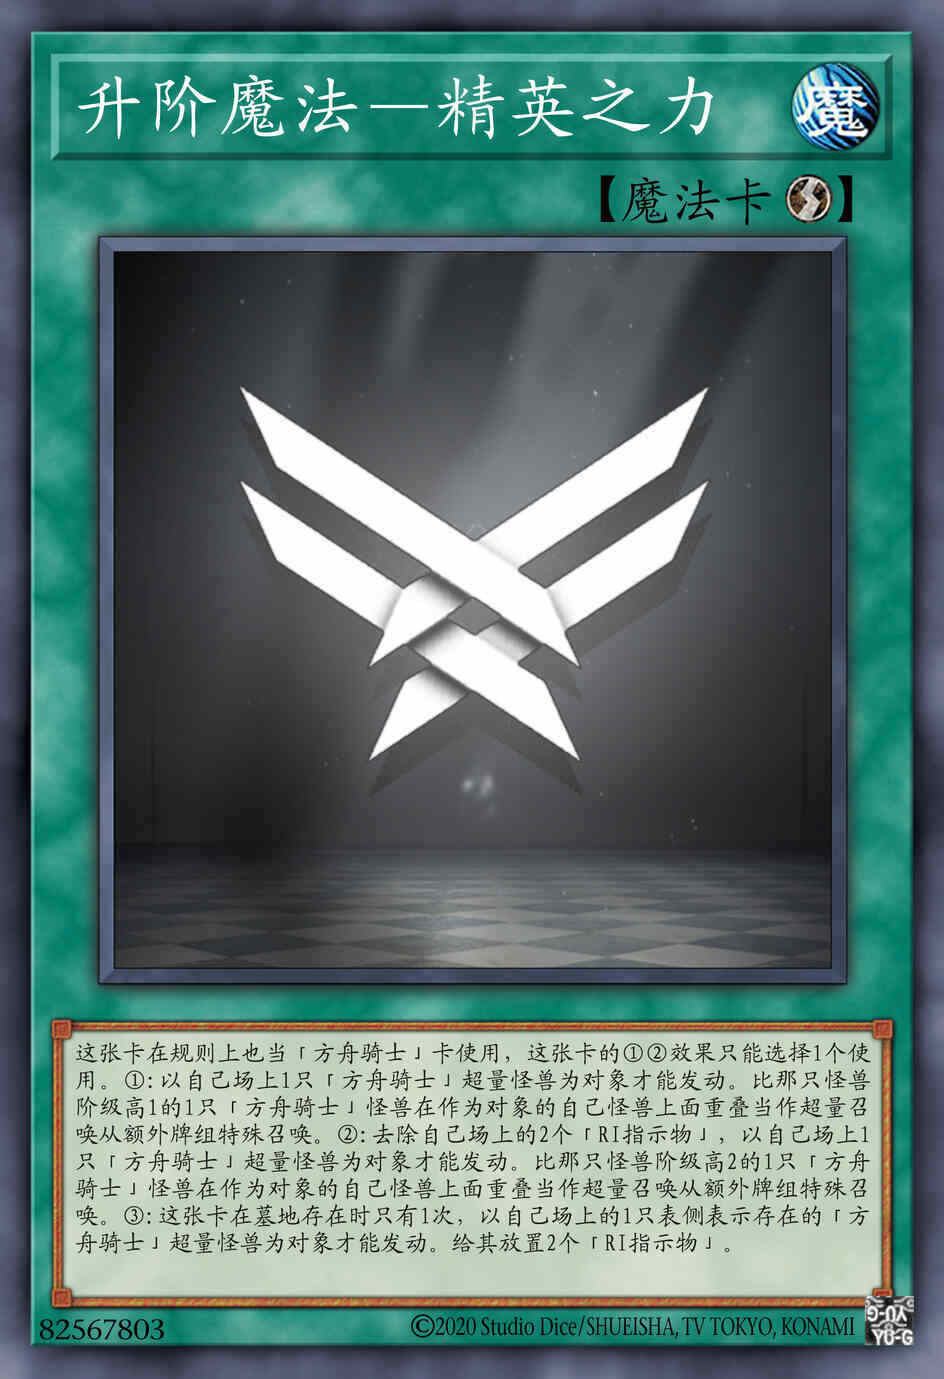 升阶魔法－精英之力
魔
【魔法卡】
这张卡在规则上也当「方舟骑士」卡使用，这张卡的①②效果只能选择1个使
用。①:以自己场上1只「方舟骑士」超量怪兽为对象才能发动。比那只怪兽
阶级高1的1只「方舟骑士」怪兽在作为对象的自己怪兽上面重叠当作超量召
唤从额外牌组特殊召唤。②:去除自己场上的2个「RI指示物」，以自己场上1
只「方舟骑士」超量怪兽为对象才能发动。比那只怪兽阶级高2的1只「方舟
骑士」怪兽在作为对象的自己怪兽上面重叠当作超量召唤从额外牌组特殊召
唤。③:这张卡在墓地存在时只有1次，以自己场上的1只表侧表示存在的「方
舟骑士」超量怪兽为对象才能发动。给其放置2个「RI指示物」。
82567803
©2020 Studio Dice/SHUEISHA, TV TOKYO, KONAMI